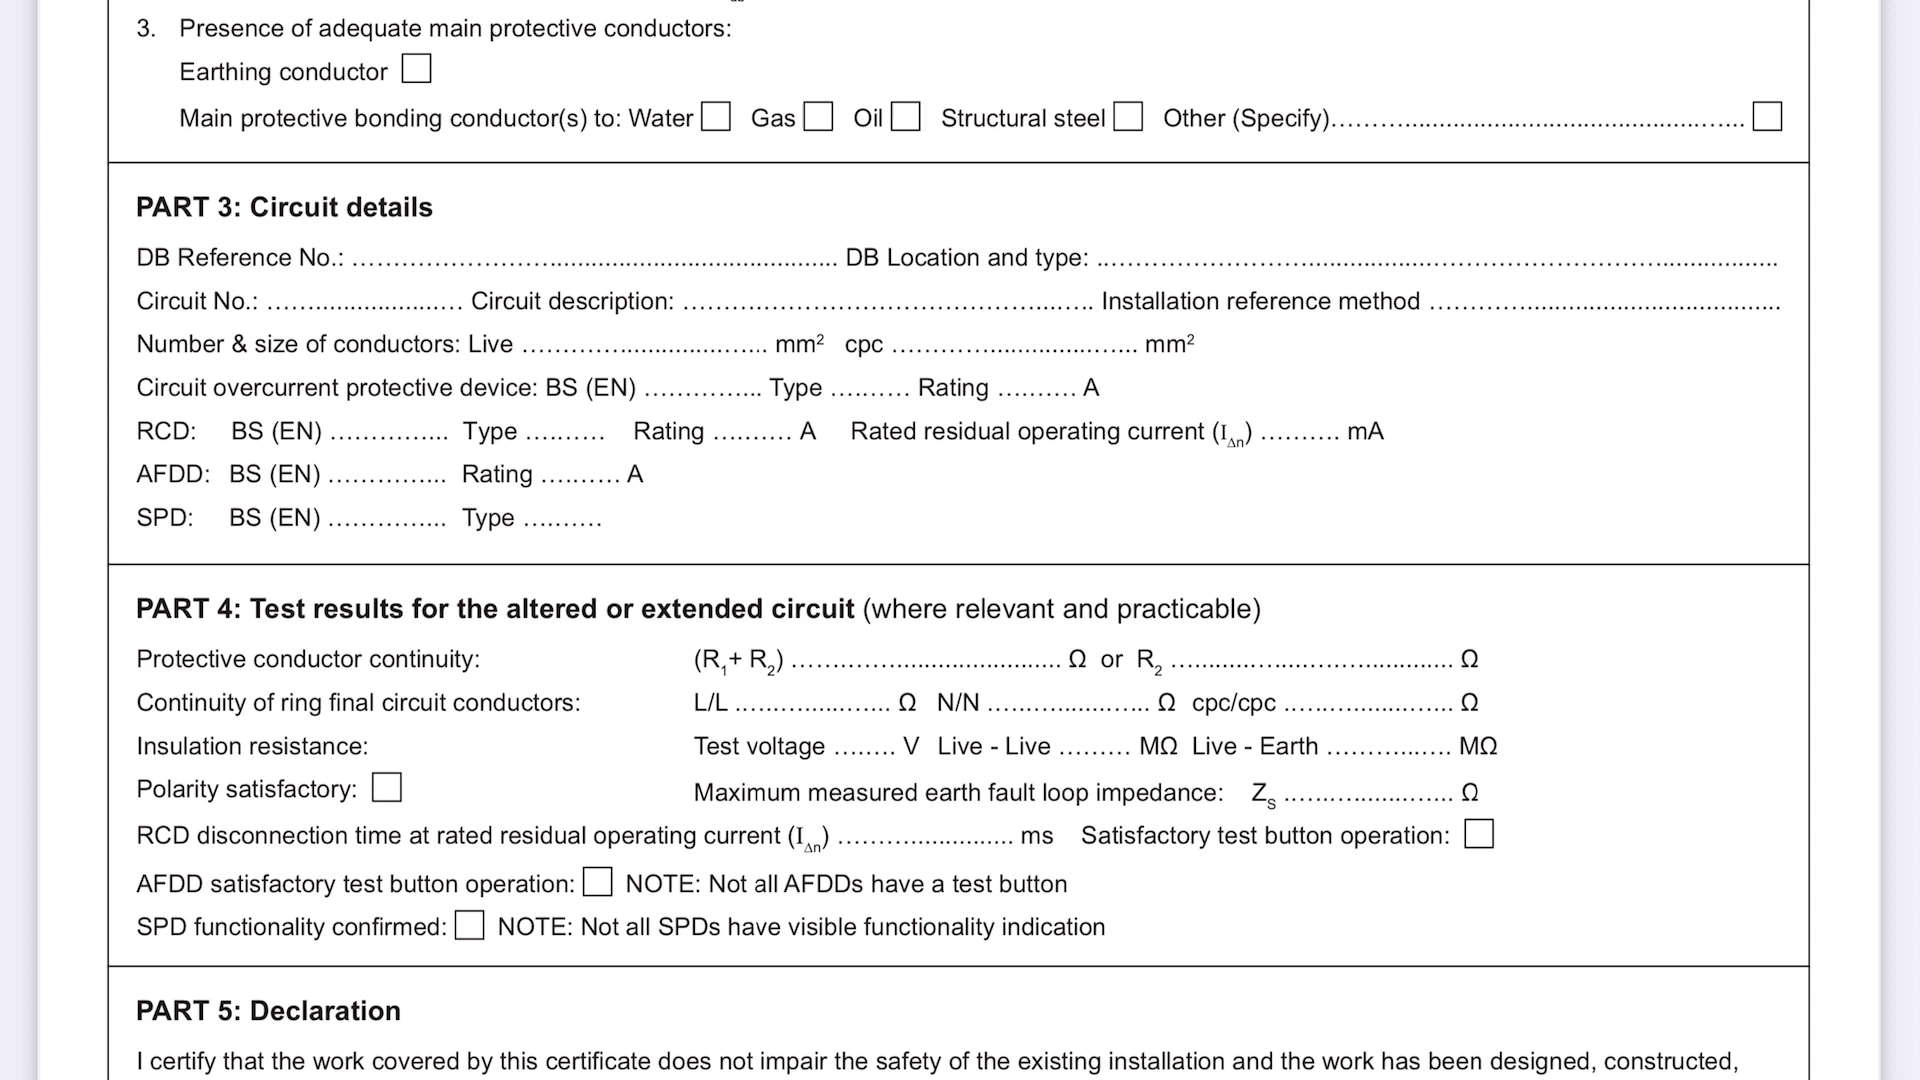 3. Presence of adequate main protective conductors:
Earthing conductor
Main protective bonding conductor(s) to: Water Gas Oil Structural steel Other (Specify)................................................
PART 3: Circuit details
DB Reference No.: ................................................ DB Location and type: ................................................
Circuit No.: ........................ Circuit description: ................................................ Installation reference method ................................................
Number & size of conductors: Live .............................. mm² cpc .............................. mm²
Circuit overcurrent protective device: BS (EN) .............. Type .......... Rating .......... A
RCD: BS (EN) .............. Type .......... Rating .......... A Rated residual operating current (IΔn) .......... mA
AFDD: BS (EN) .............. Rating .......... A
SPD: BS (EN) .............. Type ..........
PART 4: Test results for the altered or extended circuit (where relevant and practicable)
Protective conductor continuity: (R₁+ R₂) .................................. Ω or R₂ .................................. Ω
Continuity of ring final circuit conductors: L/L .................... Ω N/N .................... Ω cpc/cpc .................... Ω
Insulation resistance: Test voltage ........ V Live - Live ......... MΩ Live - Earth ............... MΩ
Polarity satisfactory: Maximum measured earth fault loop impedance: Zs .................... Ω
RCD disconnection time at rated residual operating current (IΔn) ...................... ms Satisfactory test button operation:
AFDD satisfactory test button operation: NOTE: Not all AFDDs have a test button
SPD functionality confirmed: NOTE: Not all SPDs have visible functionality indication
PART 5: Declaration
I certify that the work covered by this certificate does not impair the safety of the existing installation and the work has been designed, constructed,